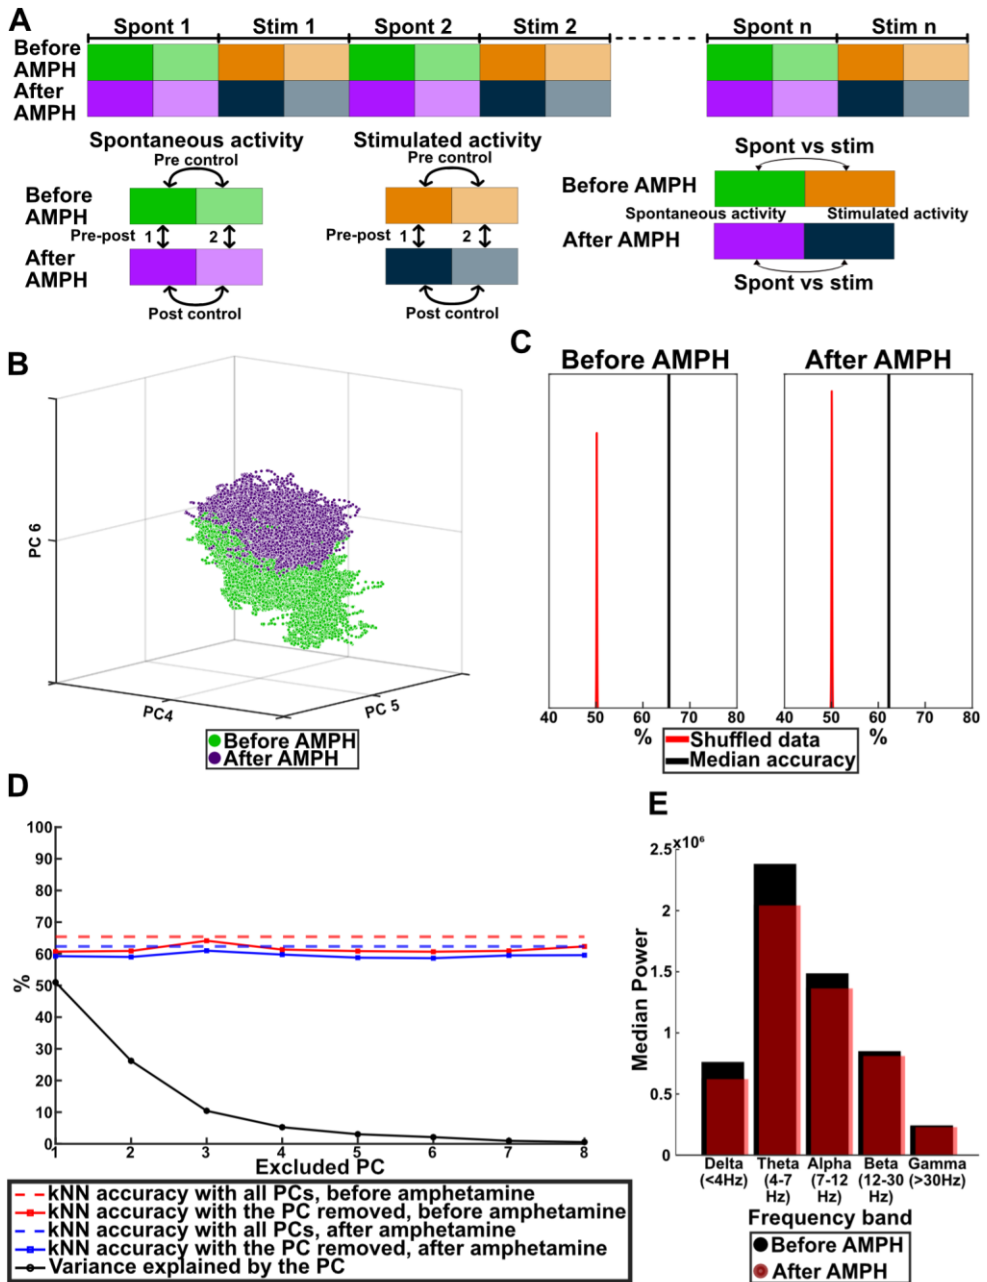 A
Spont 1 Stim 1 Spont 2 Stim 2 Spont n Stim n
Before
AMPH
After
AMPH
Spontaneous activity
Pre control
Before
AMPH
Pre-post 1 2
After
AMPH
Post control
Stimulated activity
Pre control
Pre-post 1 2
Post control
Spont vs stim
Before AMPH
Spontaneous activity Stimulated activity
After AMPH
Spont vs stim
B
PC 6
PC4
PC 5
Before AMPH
After AMPH
C
Before AMPH After AMPH
40 50 60 70 80 40 50 60 70 80
% %
Shuffled data
Median accuracy
D
100
90
80
70
60
50
40
30
20
10
0
%
1 2 3 4 5 6 7 8
Excluded PC
kNN accuracy with all PCs, before amphetamine
kNN accuracy with the PC removed, before amphetamine
kNN accuracy with all PCs, after amphetamine
kNN accuracy with the PC removed, after amphetamine
Variance explained by the PC
E
x10⁶
2.5
2
1.5
1
0.5
0
Median Power
Delta Theta Alpha Beta Gamma
(<4Hz) (4-7 (7-12 (12-30 (>30Hz)
Hz) Hz) Hz)
Frequency band
Before AMPH
After AMPH